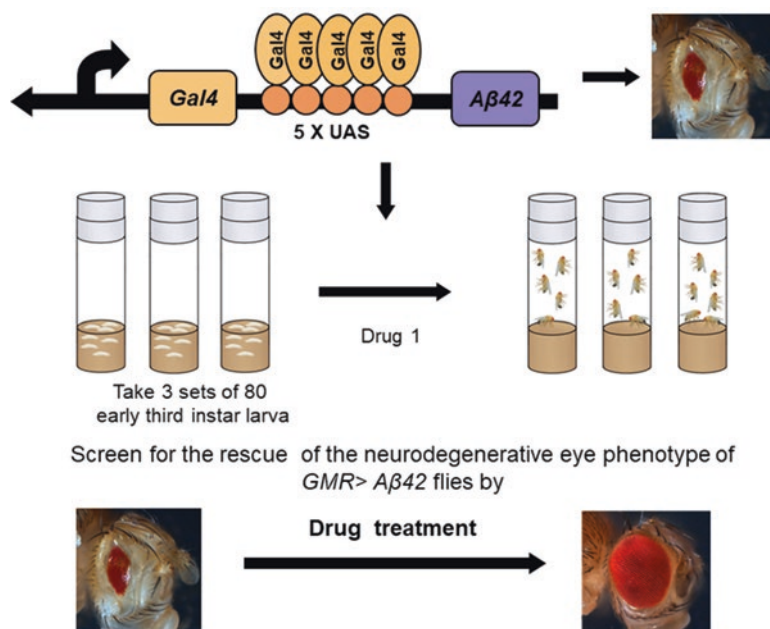 Gal4 Gal4 Gal4 Gal4 Gal4
Gal4
Aβ42
5 X UAS
Drug 1
Take 3 sets of 80
early third instar larva
Screen for the rescue of the neurodegenerative eye phenotype of
GMR> Aβ42 flies by
Drug treatment